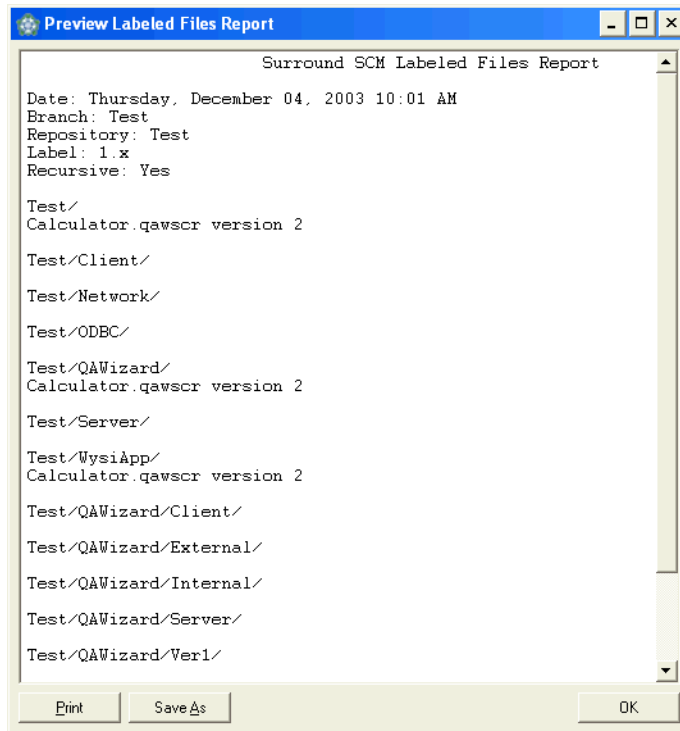 Preview Labeled Files Report
Surround SCM Labeled Files Report
Date: Thursday, December 04, 2003 10:01 AM
Branch: Test
Repository: Test
Label: 1.x
Recursive: Yes
Test/
Calculator.qawscr version 2
Test/Client/
Test/Network/
Test/ODBC/
Test/QAWizard/
Calculator.qawscr version 2
Test/Server/
Test/WysiApp/
Calculator.qawscr version 2
Test/QAWizard/Client/
Test/QAWizard/External/
Test/QAWizard/Internal/
Test/QAWizard/Server/
Test/QAWizard/Ver1/
Print Save As OK